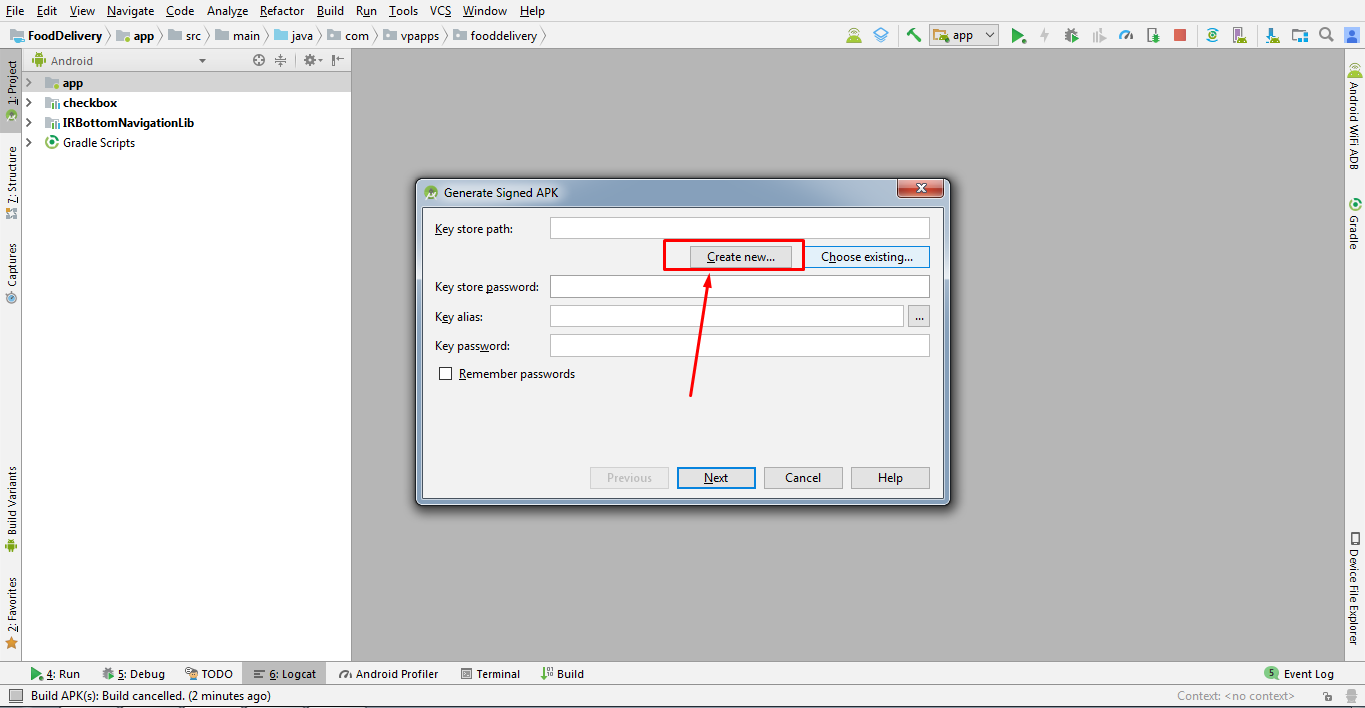 File Edit View Navigate Code Analyze Refactor Build Run Tools VCS Window Help
FoodDelivery app src main java com vpapps fooddelivery app
1: Project
7: Structure
Captures
Build Variants
2: Favorites
Android
app
checkbox
IRBottomNavigationLib
Gradle Scripts
Generate Signed APK
Key store path:
Create new... Choose existing...
Key store password:
Key alias: ...
Key password:
Remember passwords
Previous Next Cancel Help
Android WiFi ADB
Gradle
Device File Explorer
4: Run 5: Debug TODO 6: Logcat Android Profiler Terminal Build 5 Event Log
Build APK(s): Build cancelled. (2 minutes ago) Context: <no context>